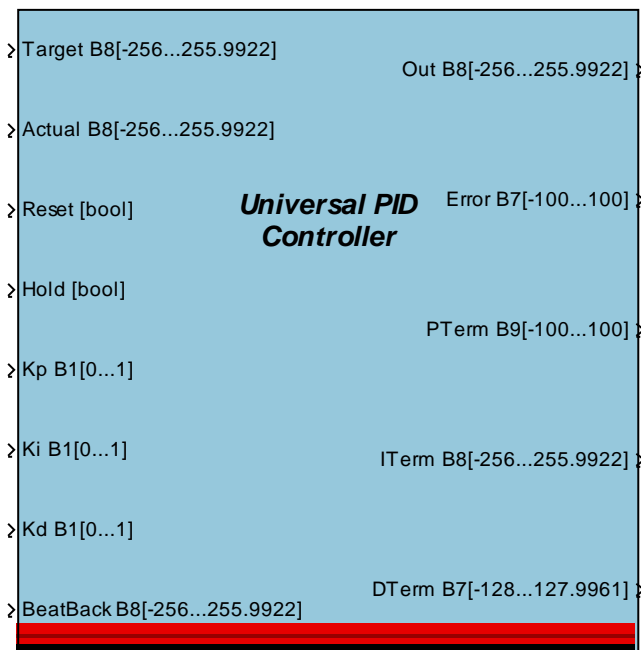 Target B8[-256...255.9922]
Out B8[-256...255.9922]
Actual B8[-256...255.9922]
Reset [bool]
Universal PID
Controller
Error B7[-100...100]
Hold [bool]
PTerm B9[-100...100]
Kp B1[0...1]
Ki B1[0...1]
ITerm B8[-256...255.9922]
Kd B1[0...1]
DTerm B7[-128...127.9961]
BeatBack B8[-256...255.9922]